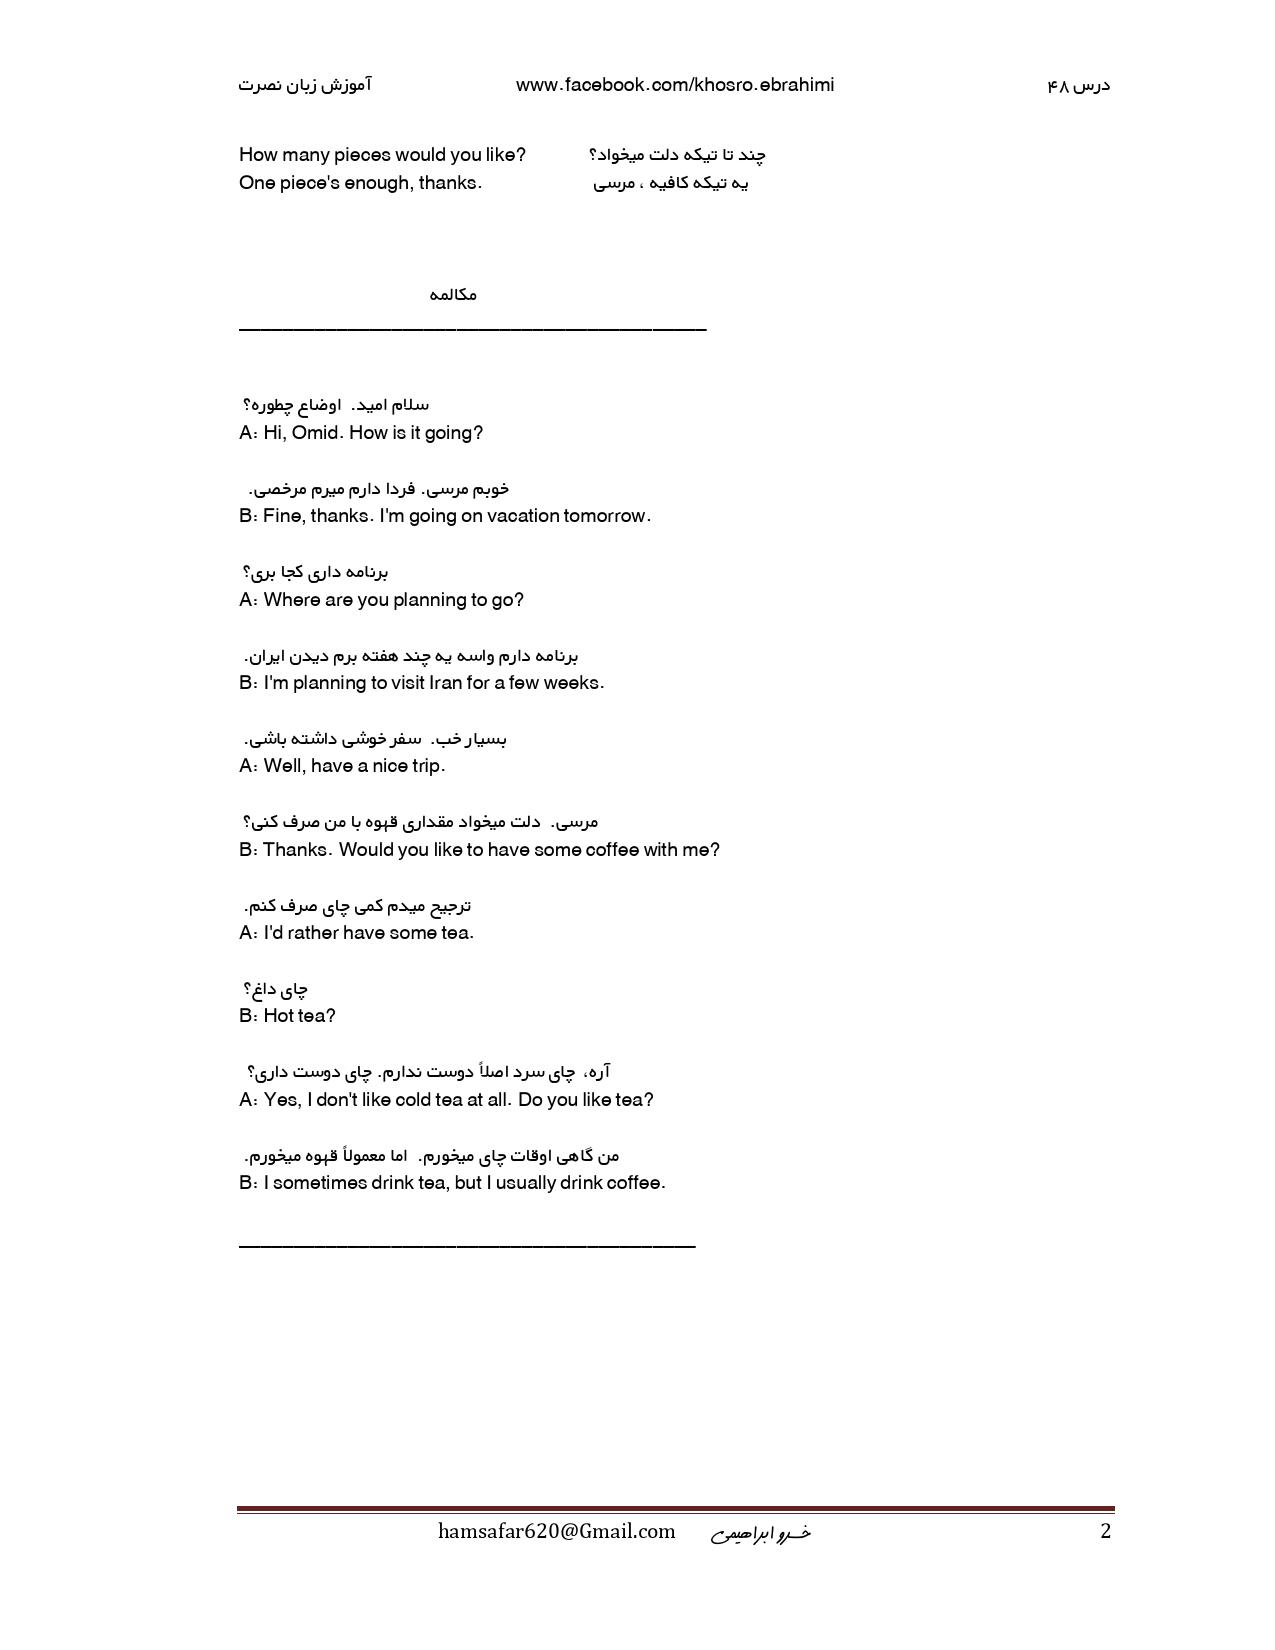 آموزش زبان نصرت www.facebook.com/khosro.ebrahimi درس ۴۸
How many pieces would you like? چند تا تیکه دلت میخواد؟
One piece's enough, thanks. یه تیکه کافیه ، مرسی
مکالمه
سلام امید. اوضاع چطوره؟
A: Hi, Omid. How is it going?
خوبم مرسی. فردا دارم میرم مرخصی.
B: Fine, thanks. I'm going on vacation tomorrow.
برنامه داری کجا بری؟
A: Where are you planning to go?
برنامه دارم واسه یه چند هفته برم دیدن ایران.
B: I'm planning to visit Iran for a few weeks.
بسیار خب. سفر خوشی داشته باشی.
A: Well, have a nice trip.
مرسی. دلت میخواد مقداری قهوه با من صرف کنی؟
B: Thanks. Would you like to have some coffee with me?
ترجیح میدم کمی چای صرف کنم.
A: I'd rather have some tea.
چای داغ؟
B: Hot tea?
آره، چای سرد اصلاً دوست ندارم. چای دوست داری؟
A: Yes, I don't like cold tea at all. Do you like tea?
من گاهی اوقات چای میخورم. اما معمولاً قهوه میخورم.
B: I sometimes drink tea, but I usually drink coffee.
hamsafar620@Gmail.com خسرو ابراهیمی 2